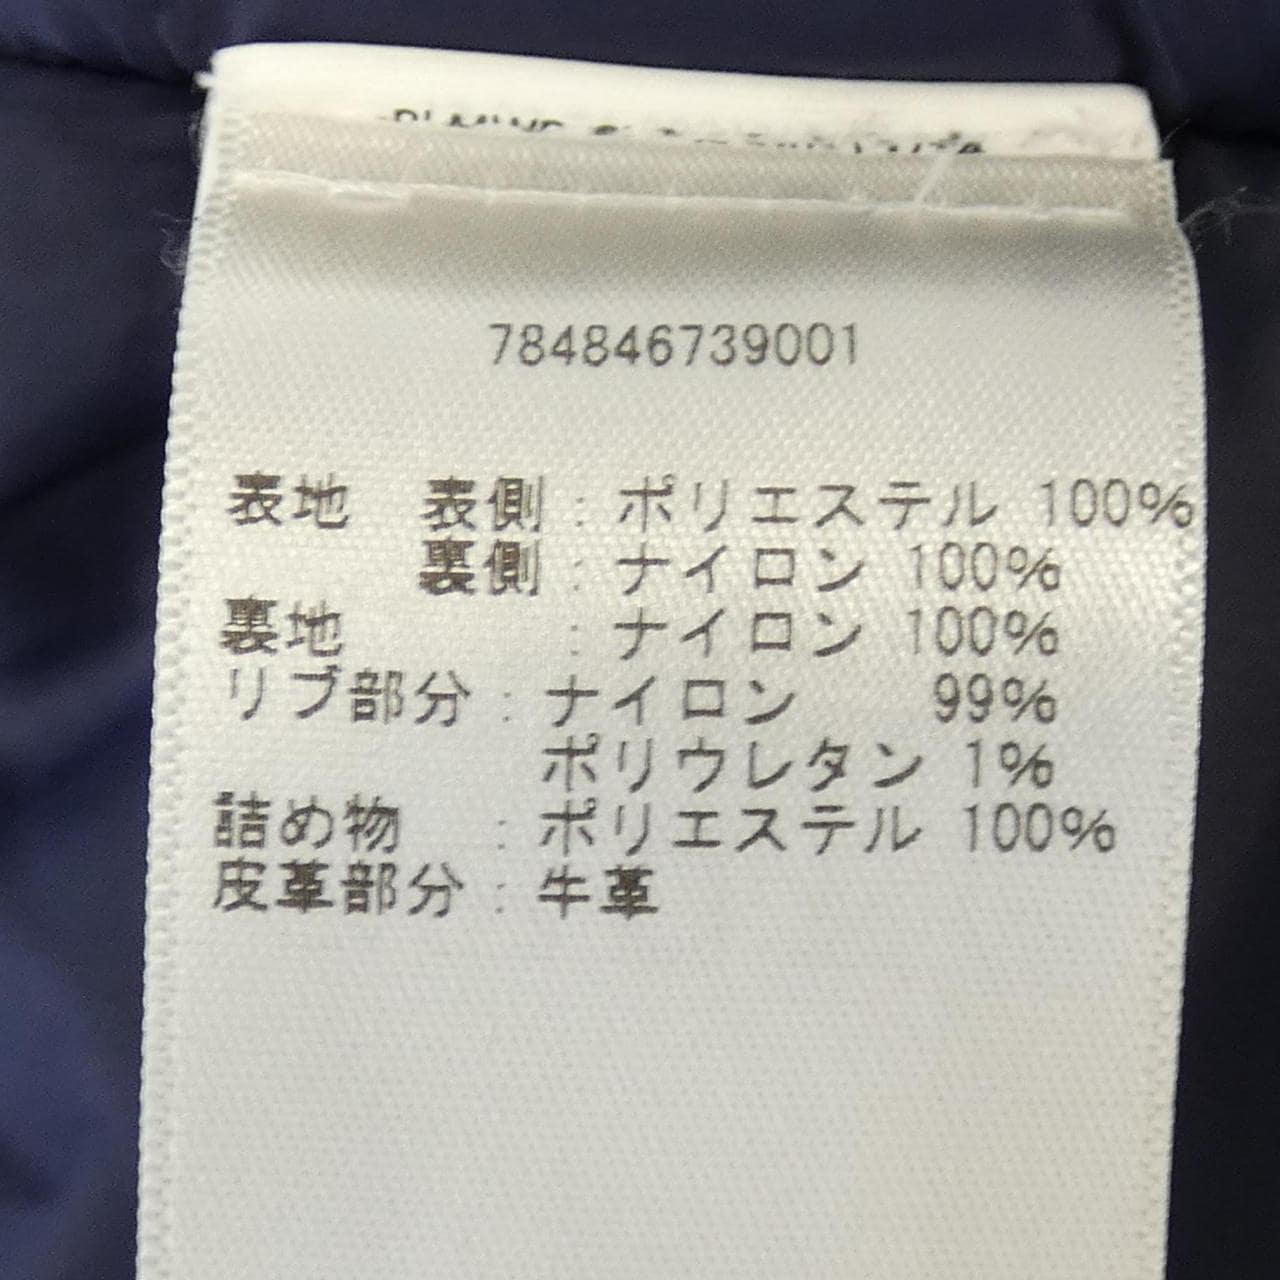 784846739001
表地 表側 : ポリエステル 100%
裏側 : ナイロン 100%
裏地 : ナイロン 100%
リブ部分 : ナイロン 99%
ポリウレタン 1%
詰め物 : ポリエステル 100%
皮革部分 : 牛革